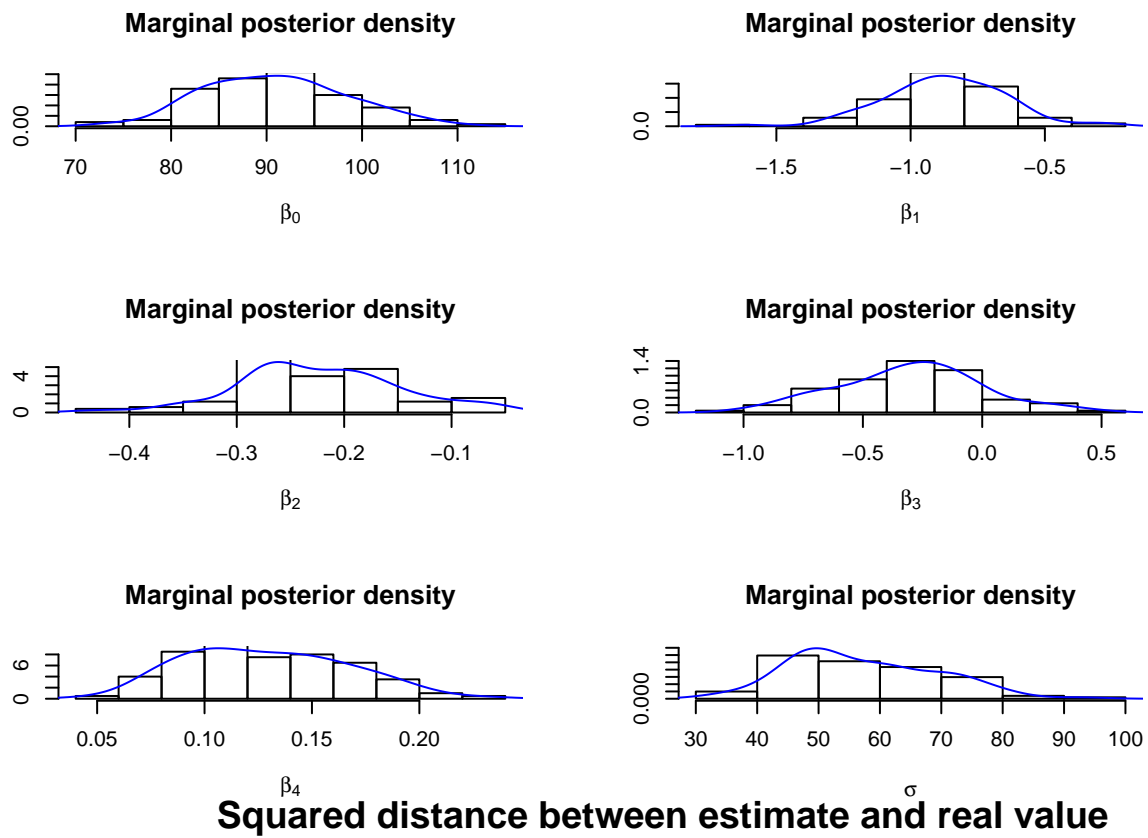 Marginal posterior density Marginal posterior density
0.00 0.0
70 80 90 100 110 −1.5 −1.0 −0.5
β0 β1
Marginal posterior density Marginal posterior density
0 4 0.0 1.4
−0.4 −0.3 −0.2 −0.1 −1.0 −0.5 0.0 0.5
β2 β3
Marginal posterior density Marginal posterior density
0 6 0.000
0.05 0.10 0.15 0.20 30 40 50 60 70 80 90 100
β4 σ
Squared distance between estimate and real value